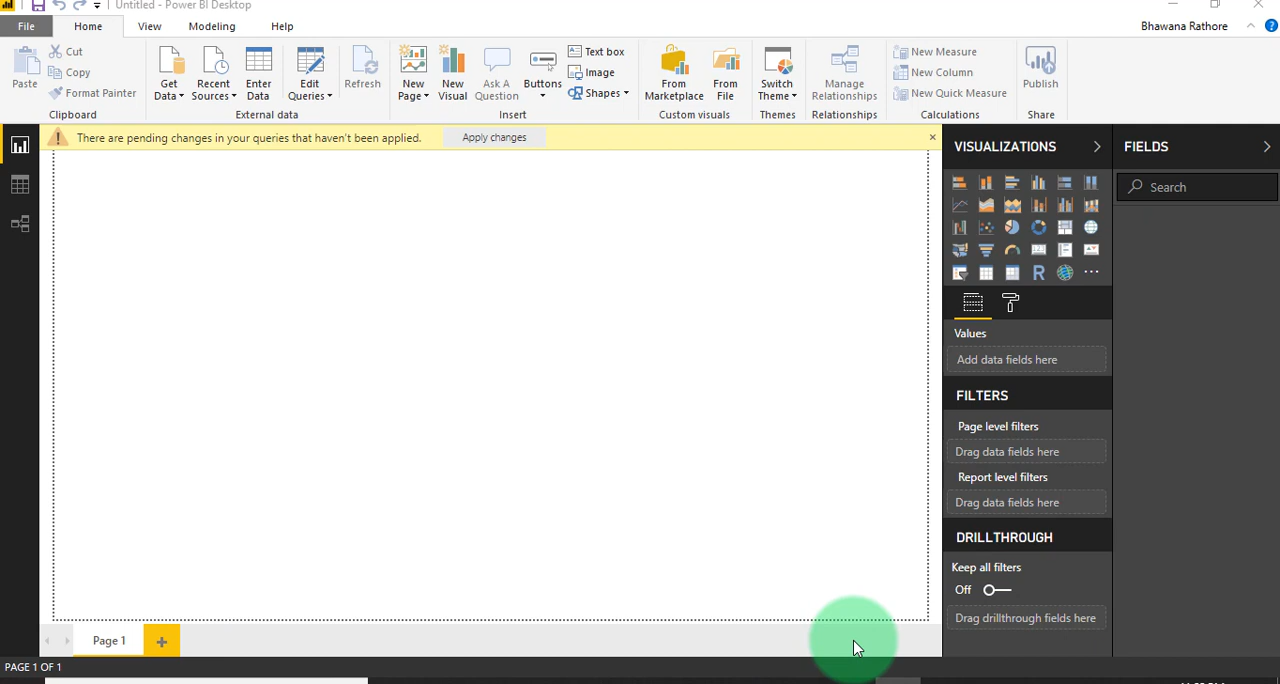 Untitled - Power BI Desktop
File Home View Modeling Help Bhawana Rathore
Paste
Cut
Copy
Format Painter
Clipboard
Get Data
Recent Sources
Enter Data
Edit Queries
Refresh
External data
New Page
New Visual
Ask A Question
Buttons
Text box
Image
Shapes
Insert
From Marketplace
From File
Custom visuals
Switch Theme
Themes
Manage Relationships
Relationships
New Measure
New Column
New Quick Measure
Calculations
Publish
Share
There are pending changes in your queries that haven't been applied. Apply changes
VISUALIZATIONS
R
Values
Add data fields here
FILTERS
Page level filters
Drag data fields here
Report level filters
Drag data fields here
DRILLTHROUGH
Keep all filters
Off
Drag drillthrough fields here
FIELDS
Search
Page 1
PAGE 1 OF 1